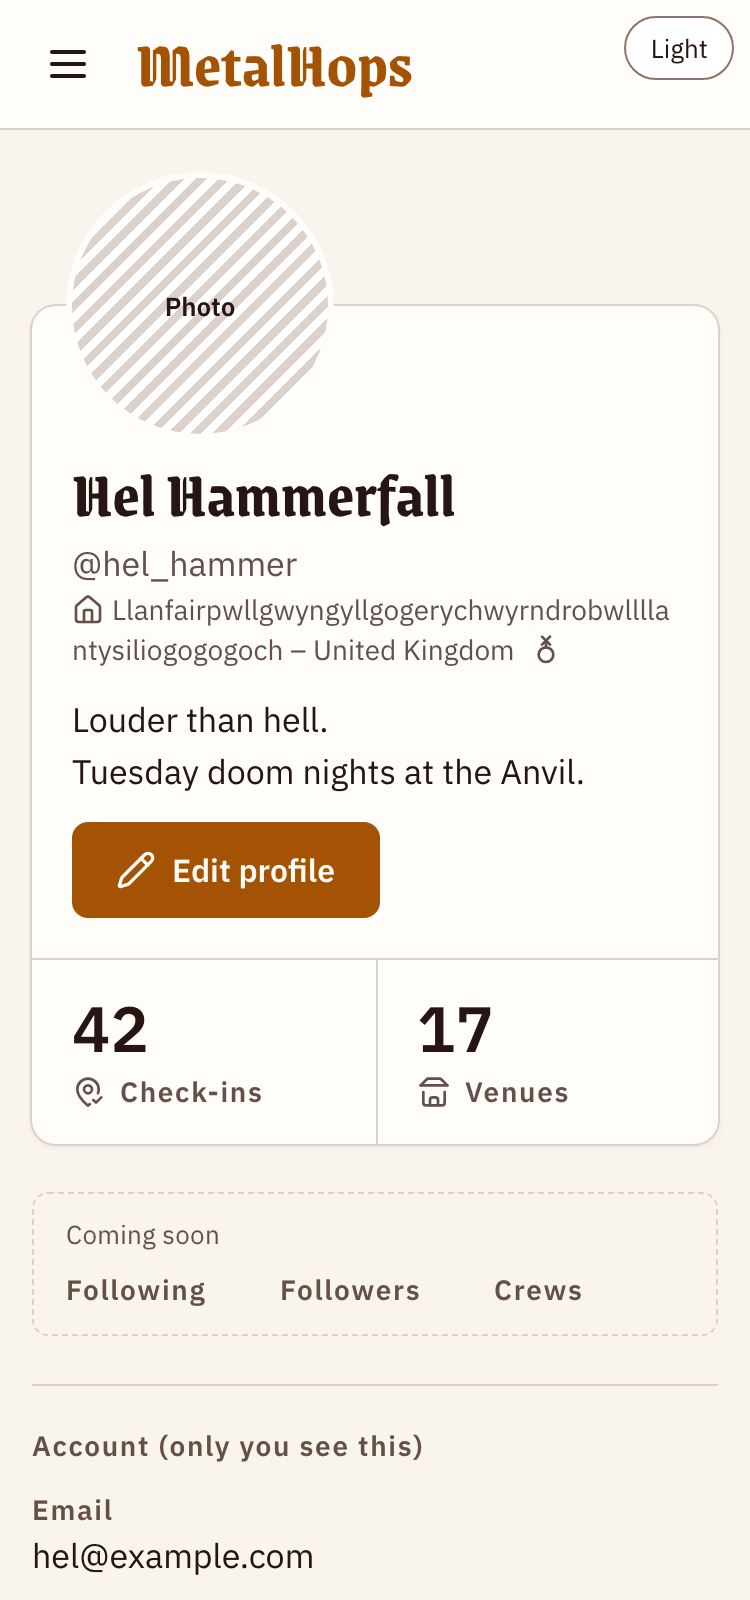 MetalHops
Light
Photo
Hel Hammerfall
@hel_hammer
Llanfairpwllgwyngyllgogerychwyrndrobwlllla
ntysiliogogogoch – United Kingdom
Louder than hell.
Tuesday doom nights at the Anvil.
Edit profile
42
Check-ins
17
Venues
Coming soon
Following
Followers
Crews
Account (only you see this)
Email
hel@example.com